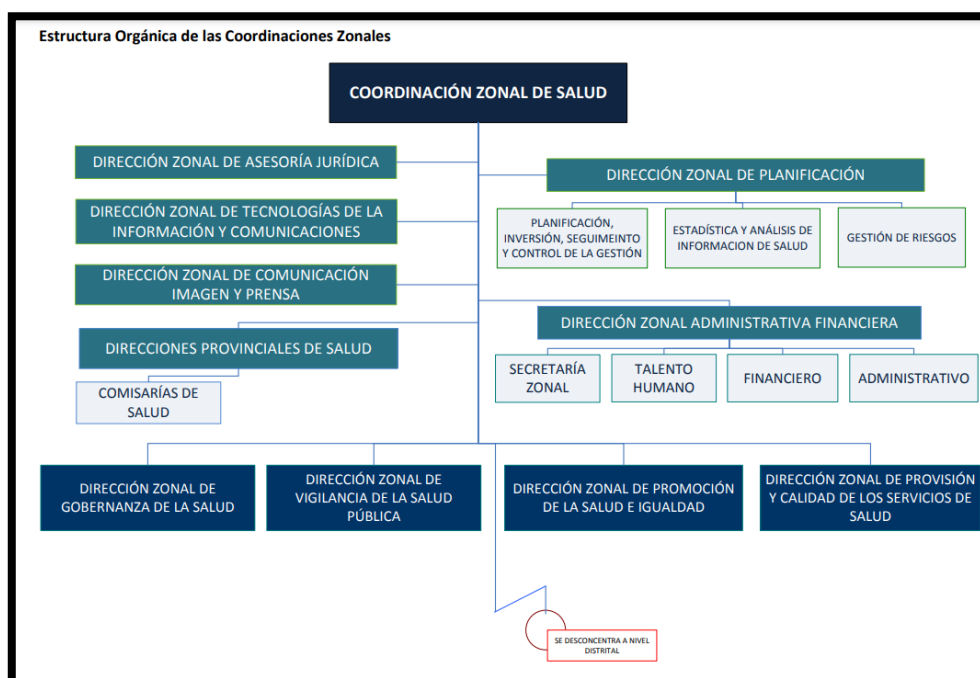 Estructura Orgánica de las Coordinaciones Zonales
COORDINACIÓN ZONAL DE SALUD
DIRECCIÓN ZONAL DE ASESORÍA JURÍDICA
DIRECCIÓN ZONAL DE PLANIFICACIÓN
DIRECCIÓN ZONAL DE TECNOLOGÍAS DE LA
INFORMACIÓN Y COMUNICACIONES
PLANIFICACIÓN,
INVERSIÓN, SEGUIMEINTO
Y CONTROL DE LA GESTIÓN
ESTADÍSTICA Y ANÁLISIS DE
INFORMACION DE SALUD
GESTIÓN DE RIESGOS
DIRECCIÓN ZONAL DE COMUNICACIÓN
IMAGEN Y PRENSA
DIRECCIÓN ZONAL ADMINISTRATIVA FINANCIERA
DIRECCIONES PROVINCIALES DE SALUD
SECRETARÍA
ZONAL
TALENTO
HUMANO
FINANCIERO
ADMINISTRATIVO
COMISARÍAS DE
SALUD
DIRECCIÓN ZONAL DE
GOBERNANZA DE LA SALUD
DIRECCIÓN ZONAL DE
VIGILANCIA DE LA SALUD
PÚBLICA
DIRECCIÓN ZONAL DE PROMOCIÓN
DE LA SALUD E IGUALDAD
DIRECCIÓN ZONAL DE PROVISIÓN
Y CALIDAD DE LOS SERVICIOS DE
SALUD
SE DESCONCENTRA A NIVEL
DISTRITAL